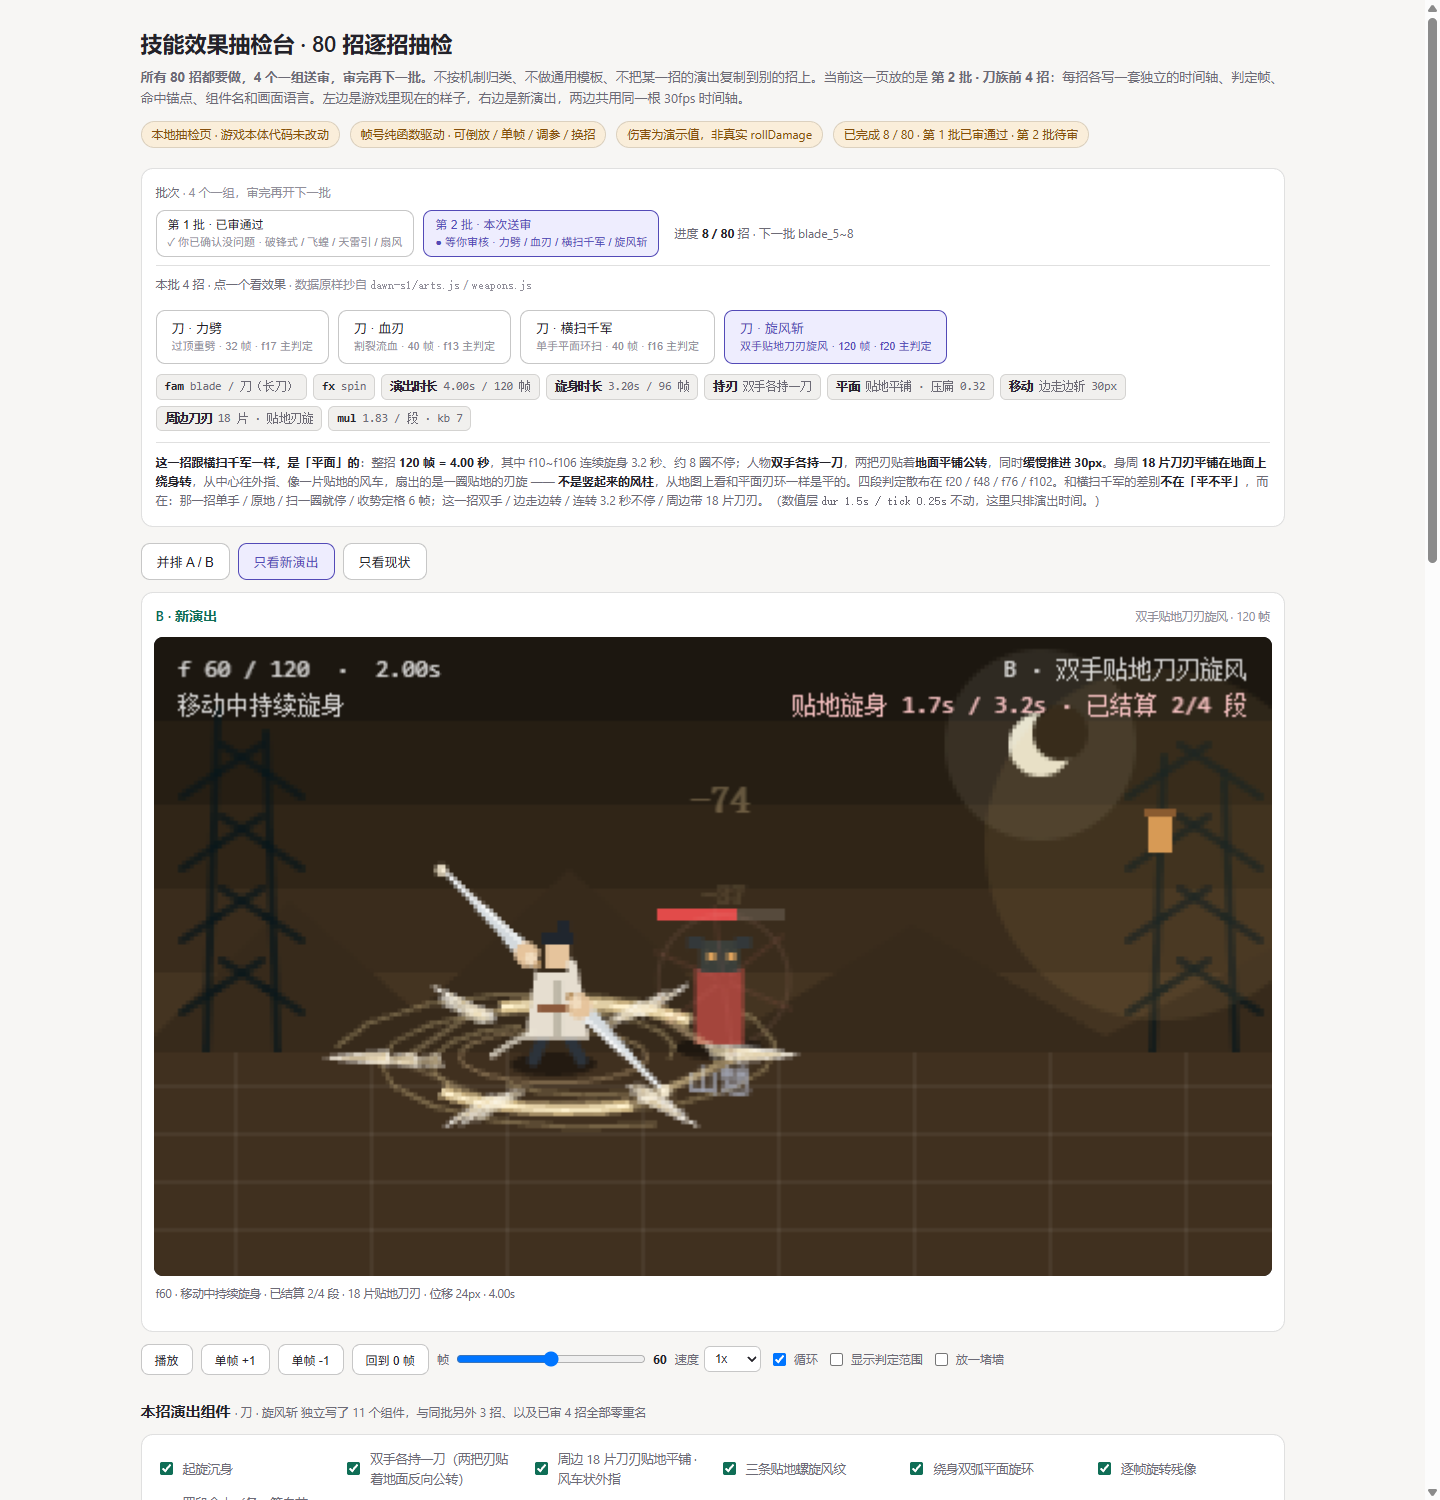 技能效果抽检台 · 80 招逐招抽检
所有 80 招都要做，4 个一组送审，审完再下一批。不按机制归类、不做通用模板、不把某一招的演出复制到别的招上。当前这一页放的是 第 2 批 · 刀族前 4 招：每招各写一套独立的时间轴、判定帧、
命中锚点、组件名和画面语言。左边是游戏里现在的样子，右边是新演出，两边共用同一根 30fps 时间轴。
本地抽检页 · 游戏本体代码未改动
帧号纯函数驱动 · 可倒放 / 单帧 / 调参 / 换招
伤害为演示值，非真实 rollDamage
已完成 8 / 80 · 第 1 批已审通过 · 第 2 批待审
批次 · 4 个一组，审完再开下一批
第 1 批 · 已审通过
✓ 你已确认没问题 · 破锋式 / 飞蝗 / 天雷引 / 扇风
第 2 批 · 本次送审
● 等你审核 · 力劈 / 血刃 / 横扫千军 / 旋风斩
进度 8 / 80 招 · 下一批 blade_5~8
本批 4 招 · 点一个看效果 · 数据原样抄自 dawn-s1/arts.js / weapons.js
刀 · 力劈
过顶重劈 · 32 帧 · f17 主判定
刀 · 血刃
割裂流血 · 40 帧 · f13 主判定
刀 · 横扫千军
单手平面环扫 · 40 帧 · f16 主判定
刀 · 旋风斩
双手贴地刀刃旋风 · 120 帧 · f20 主判定
fam blade / 刀（长刀）
fx spin
演出时长 4.00s / 120 帧
旋身时长 3.20s / 96 帧
持刃 双手各持一刀
平面 贴地平铺 · 压扁 0.32
移动 边走边斩 30px
周边刀刃 18 片 · 贴地刃旋
mul 1.83 / 段 · kb 7
这一招跟横扫千军一样，是「平面」的：整招 120 帧 = 4.00 秒，其中 f10~f106 连续旋身 3.2 秒、约 8 圈不停；人物双手各持一刀，两把刃贴着地面平铺公转，同时缓慢推进 30px。身周 18 片刀刃平铺在地面上
绕身转，从中心往外指、像一片贴地的风车，扇出的是一圈贴地的刃旋 —— 不是竖起来的风柱，从地图上看和平面刃环一样是平的。四段判定散布在 f20 / f48 / f76 / f102。和横扫千军的差别不在「平不平」，而
在：那一招单手 / 原地 / 扫一圈就停 / 收势定格 6 帧；这一招双手 / 边走边转 / 连转 3.2 秒不停 / 周边带 18 片刀刃。（数值层 dur 1.5s / tick 0.25s 不动，这里只排演出时间。）
并排 A / B
只看新演出
只看现状
B · 新演出
双手贴地刀刃旋风 · 120 帧
f 60 / 120 · 2.00s
B · 双手贴地刀刃旋风
移动中持续旋身
贴地旋身 1.7s / 3.2s · 已结算 2/4 段
−74
−37
山魈
f60 · 移动中持续旋身 · 已结算 2/4 段 · 18 片贴地刀刃 · 位移 24px · 4.00s
播放
单帧 +1
单帧 -1
回到 0 帧
帧
60
速度
1x
循环
显示判定范围
放一堵墙
本招演出组件 · 刀 · 旋风斩 独立写了 11 个组件，与同批另外 3 招、以及已审 4 招全部零重名
起旋沉身
双手各持一刀（两把刃贴
着地面反向公转）
周边 18 片刀刃贴地平铺 ·
风车状外指
三条贴地螺旋风纹
绕身双弧平面旋环
逐帧旋转残像